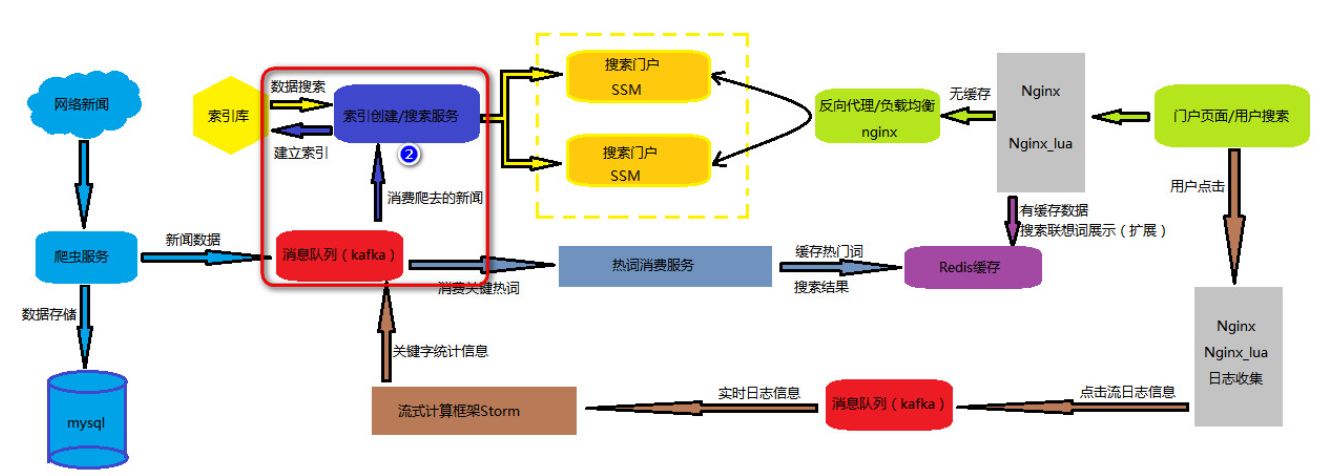 网络新闻
爬虫服务
数据存储
mysql
新闻数据
索引库
数据搜索
建立索引
索引创建/搜索服务
2
消费爬去的新闻
消息队列（kafka）
消费关键热词
关键字统计信息
搜索门户
SSM
搜索门户
SSM
反向代理/负载均衡
nginx
无缓存
Nginx
Nginx_lua
门户页面/用户搜索
用户点击
有缓存数据
搜索联想词展示（扩展）
热词消费服务
缓存热门词
搜索结果
Redis缓存
Nginx
Nginx_lua
日志收集
点击流日志信息
消息队列（kafka）
实时日志信息
流式计算框架Storm